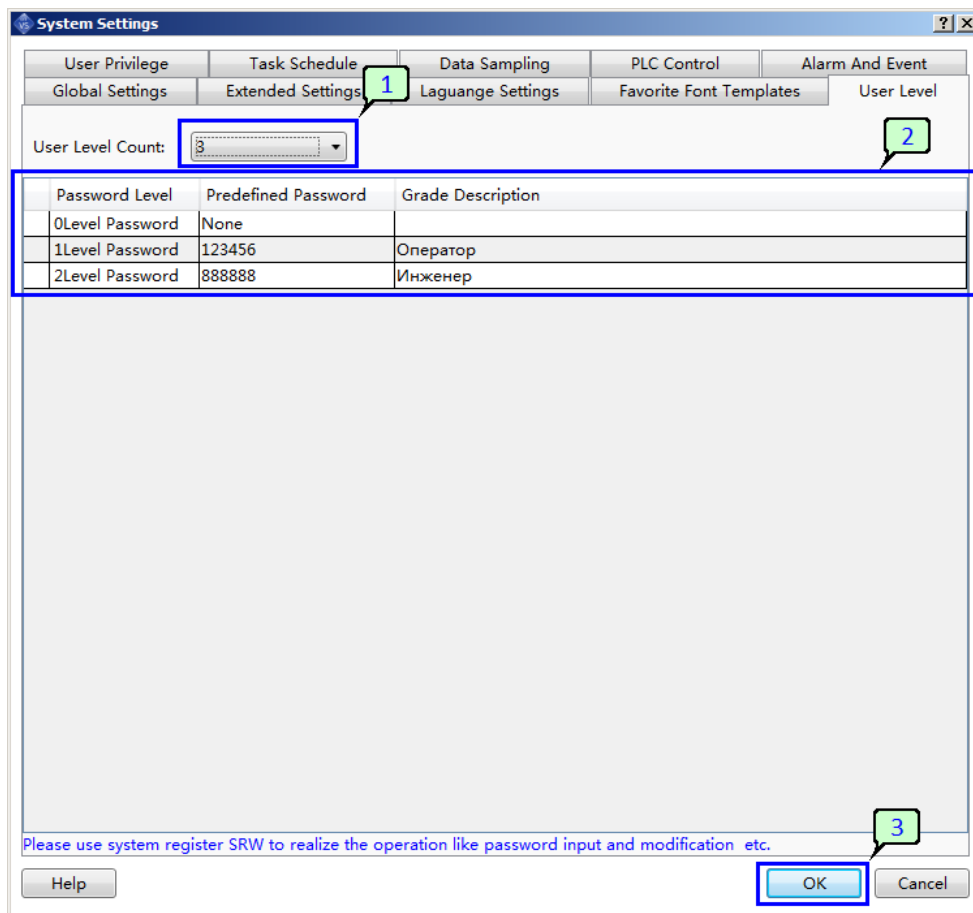 System Settings
User Privilege Task Schedule Data Sampling PLC Control Alarm And Event
Global Settings Extended Settings Laguange Settings Favorite Font Templates User Level
1
User Level Count: 3
2
Password Level Predefined Password Grade Description
0Level Password None
1Level Password 123456 Оператор
2Level Password 888888 Инженер
Please use system register SRW to realize the operation like password input and modification etc.
3
Help OK Cancel